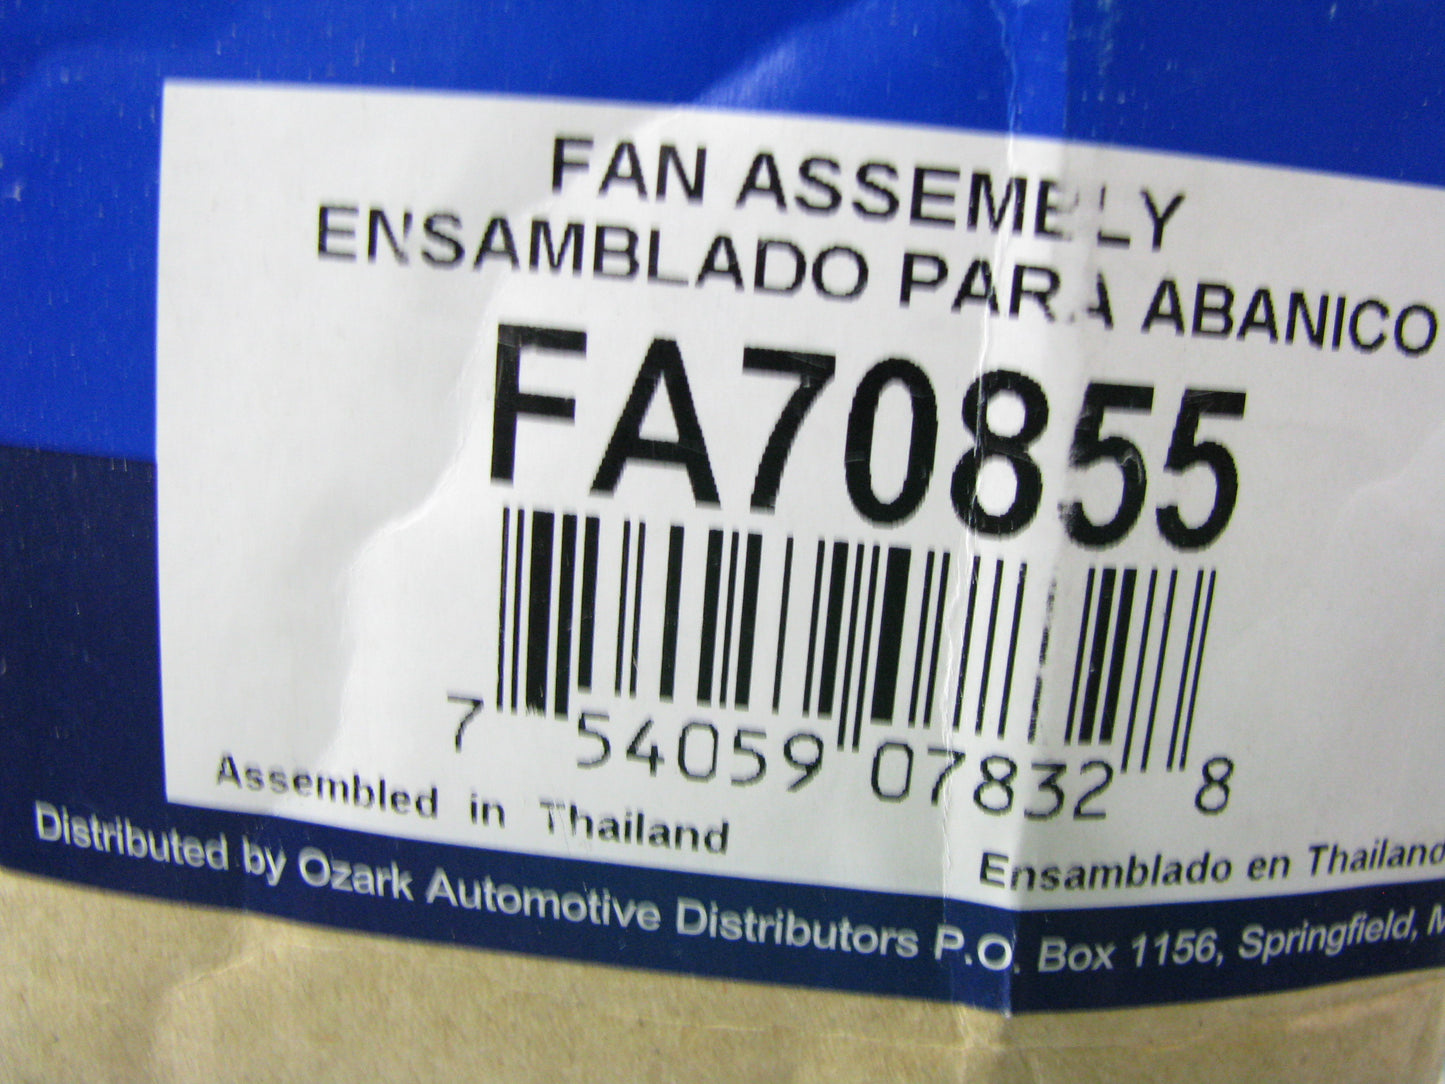 FAN ASSEMBLY
ENSAMBLADO PARA ABANICO
FA70855
7 54059 07832 8
Assembled in Thailand
Ensamblado en Thailand
Distributed by Ozark Automotive Distributors P.O. Box 1156, Springfield, M